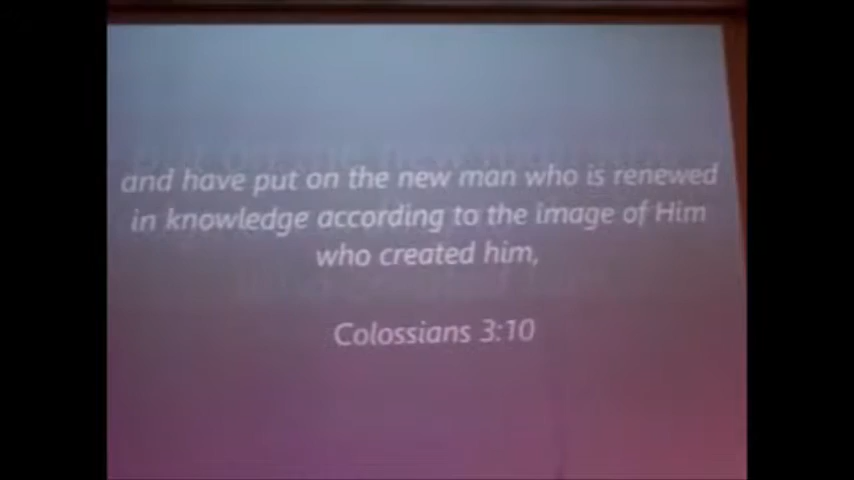 and have put on the new man who is renewed
in knowledge according to the image of Him
who created him,
Colossians 3:10